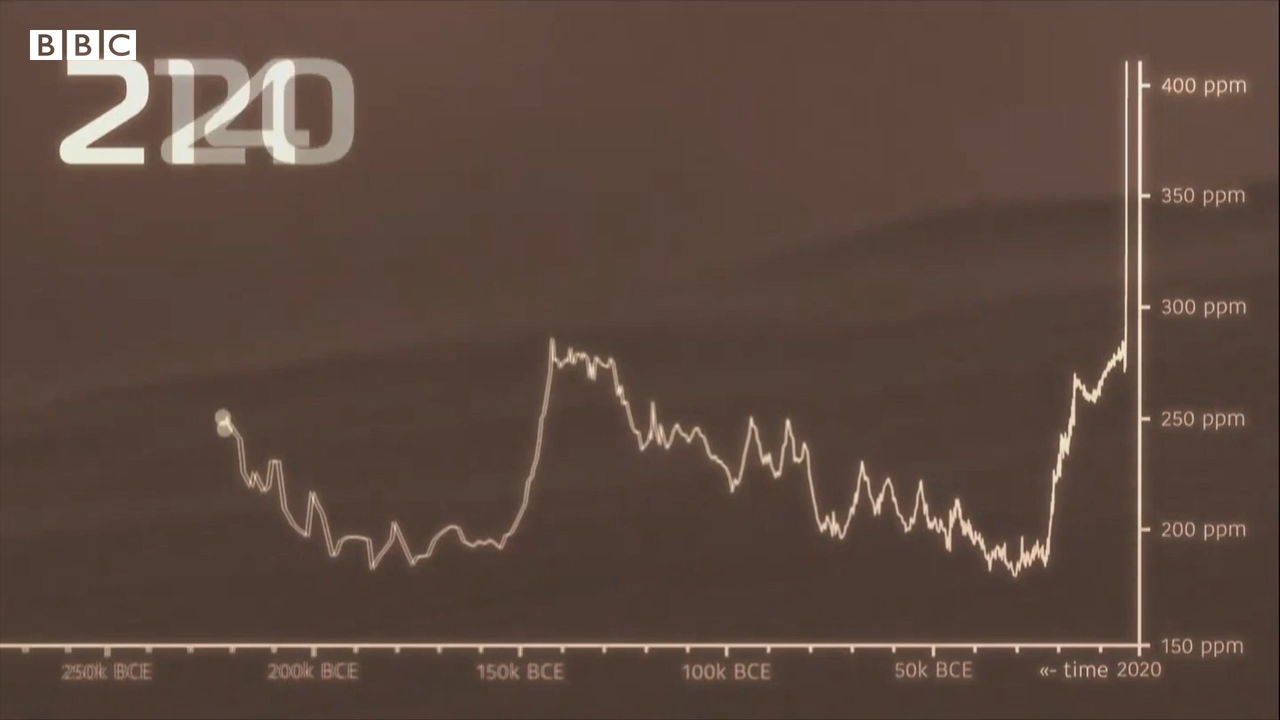 BBC
400 ppm
350 ppm
300 ppm
250 ppm
200 ppm
150 ppm
250k BCE
200k BCE
150k BCE
100k BCE
50k BCE
«- time 2020